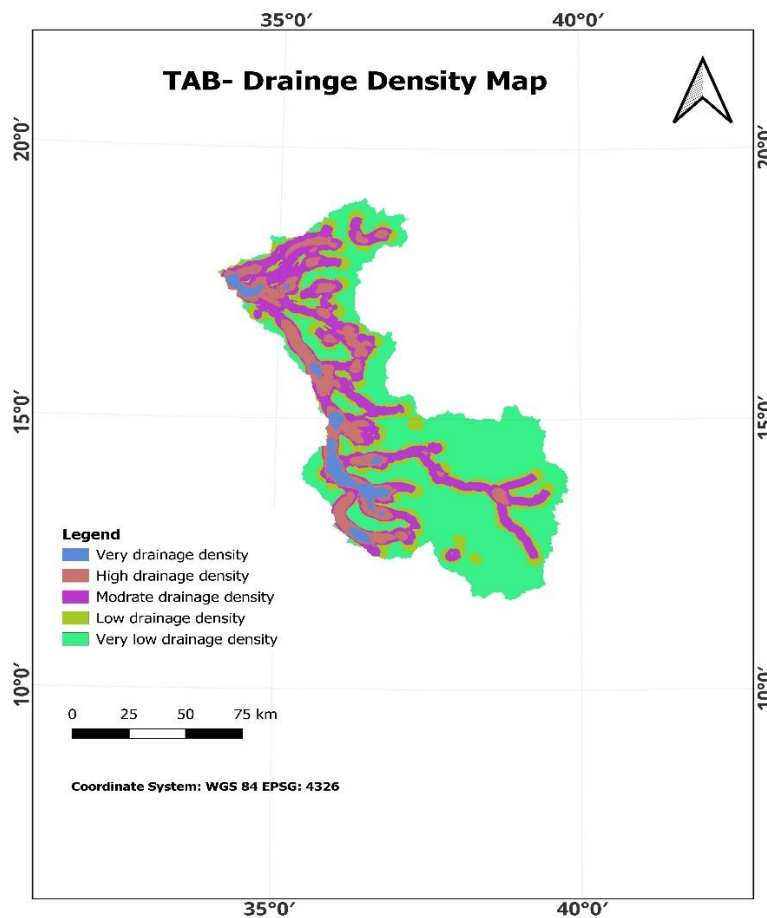 35°0′ 40°0′
TAB- Drainge Density Map
20°0′ 20°0′
15°0′ 15°0′
Legend
Very drainage density
High drainage density
Modrate drainage density
Low drainage density
Very low drainage density
10°0′ 10°0′
0 25 50 75 km
Coordinate System: WGS 84 EPSG: 4326
35°0′ 40°0′